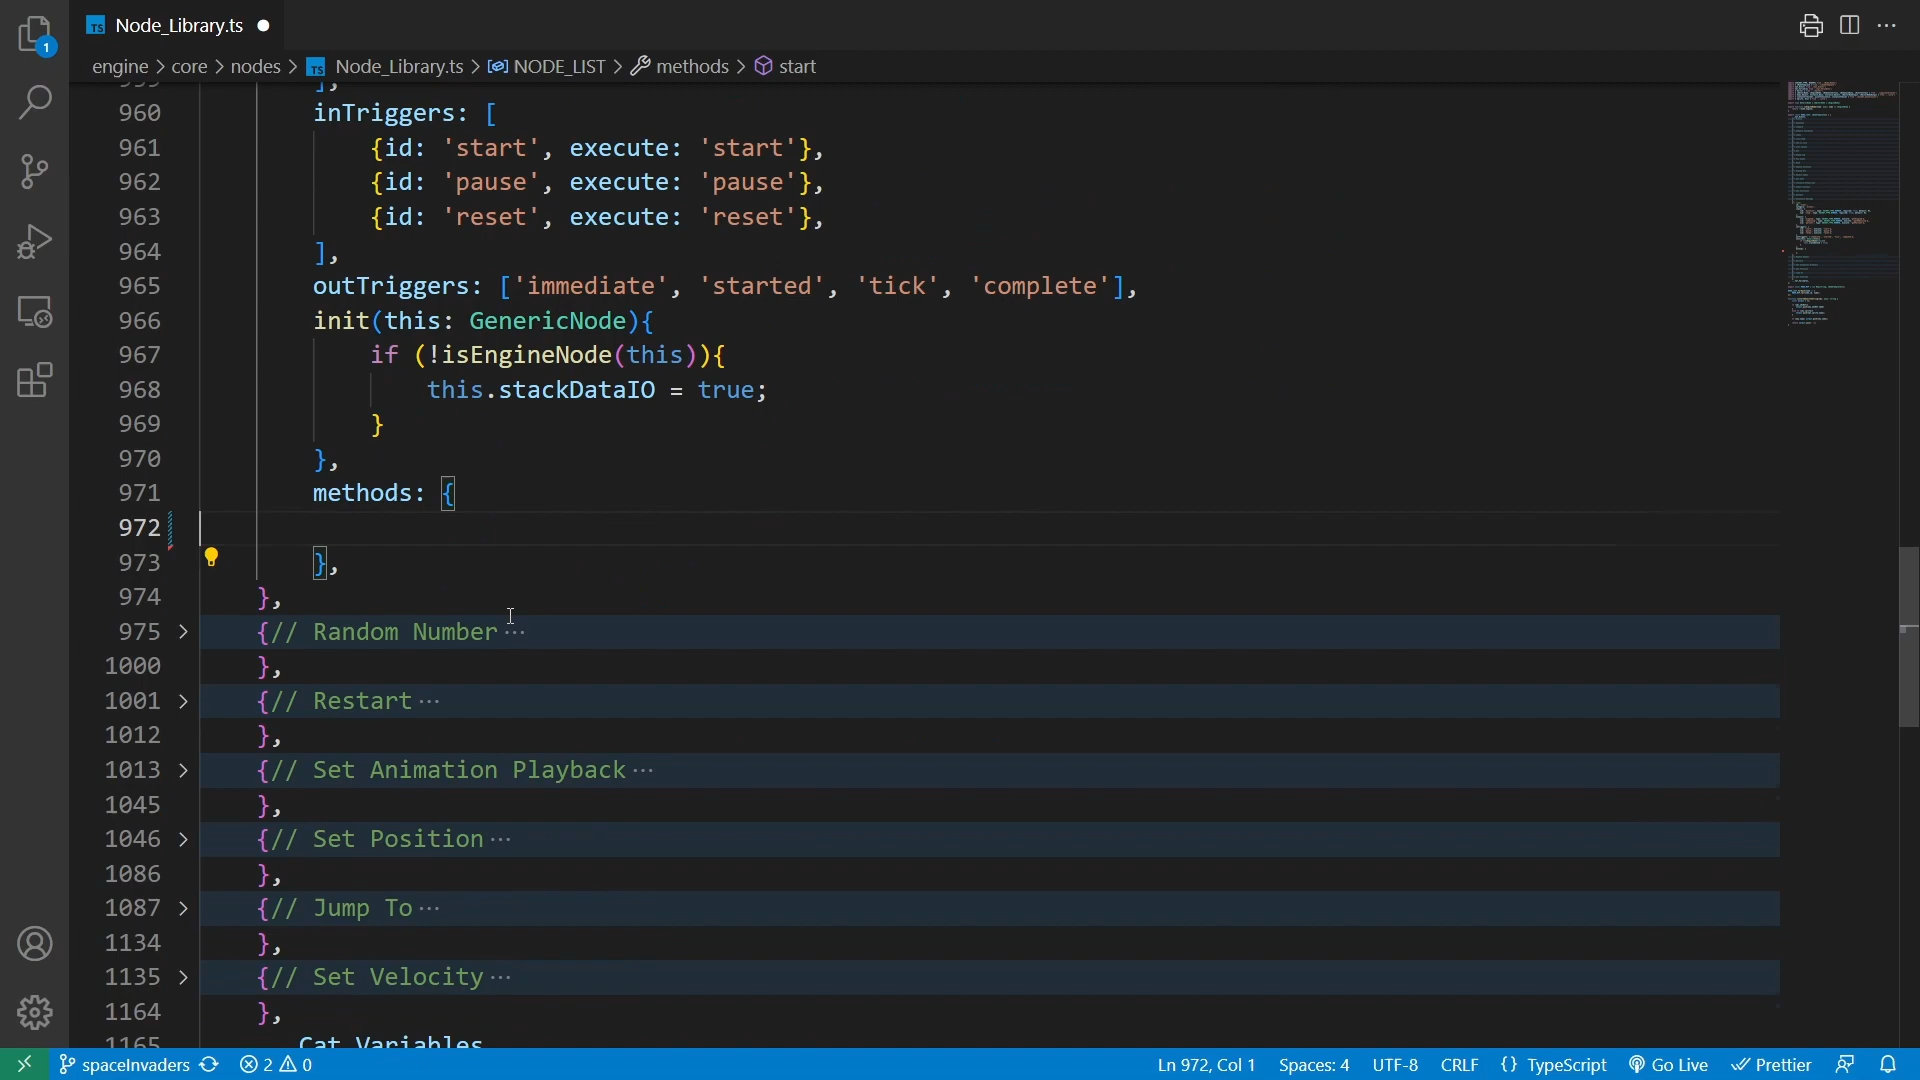 TS Node_Library.ts
1
engine > core > nodes > TS Node_Library.ts > NODE_LIST > methods > start
959 ],
960 inTriggers: [
961 {id: 'start', execute: 'start'},
962 {id: 'pause', execute: 'pause'},
963 {id: 'reset', execute: 'reset'},
964 ],
965 outTriggers: ['immediate', 'started', 'tick', 'complete'],
966 init(this: GenericNode){
967 if (!isEngineNode(this)){
968 this.stackDataIO = true;
969 }
970 },
971 methods: {
972
973 },
974 },
975 {// Random Number ···
1000 },
1001 {// Restart ···
1012 },
1013 {// Set Animation Playback ···
1045 },
1046 {// Set Position ···
1086 },
1087 {// Jump To ···
1134 },
1135 {// Set Velocity ···
1164 },
1165 Cat Variables
spaceInvaders 2 0 Ln 972, Col 1 Spaces: 4 UTF-8 CRLF {} TypeScript Go Live Prettier